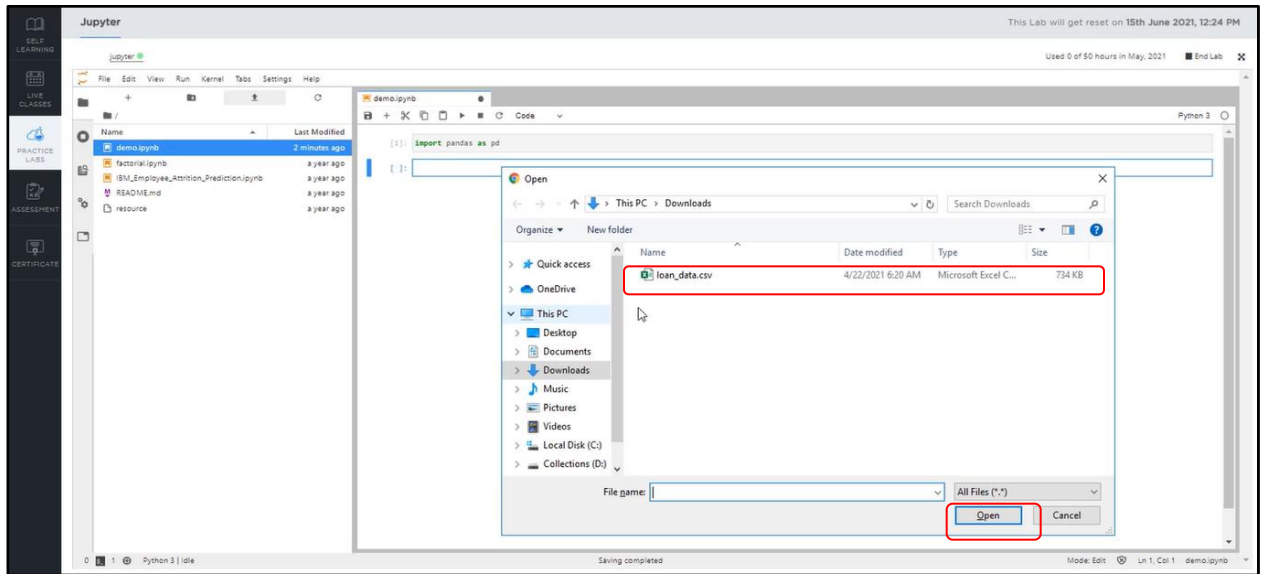 Jupyter
This Lab will get reset on 15th June 2021, 12:24 PM
SELF
LEARNING
LIVE
CLASSES
PRACTICE
LABS
ASSESSMENT
CERTIFICATE
jupyter
Used 0 of 50 hours in May, 2021 End Lab
File Edit View Run Kernel Tabs Settings Help
/
Name Last Modified
demo.ipynb 2 minutes ago
factorial.ipynb a year ago
IBM_Employee_Attrition_Prediction.ipynb a year ago
README.md a year ago
resource a year ago
demo.ipynb
Code
Python 3
[1]: import pandas as pd
[ ]:
Open
This PC > Downloads
Search Downloads
Organize New folder
Name Date modified Type Size
loan_data.csv 4/22/2021 6:20 AM Microsoft Excel C... 734 KB
Quick access
OneDrive
This PC
Desktop
Documents
Downloads
Music
Pictures
Videos
Local Disk (C:)
Collections (D:)
File name:
All Files (*.*)
Open Cancel
0 1 Python 3 | Idle
Saving completed
Mode: Edit Ln 1, Col 1 demo.ipynb